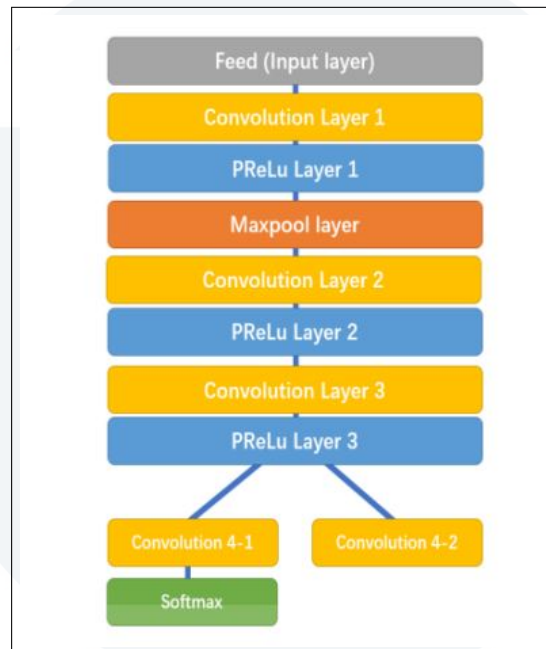 Feed (Input layer)
Convolution Layer 1
PReLu Layer 1
Maxpool layer
Convolution Layer 2
PReLu Layer 2
Convolution Layer 3
PReLu Layer 3
Convolution 4-1
Convolution 4-2
Softmax